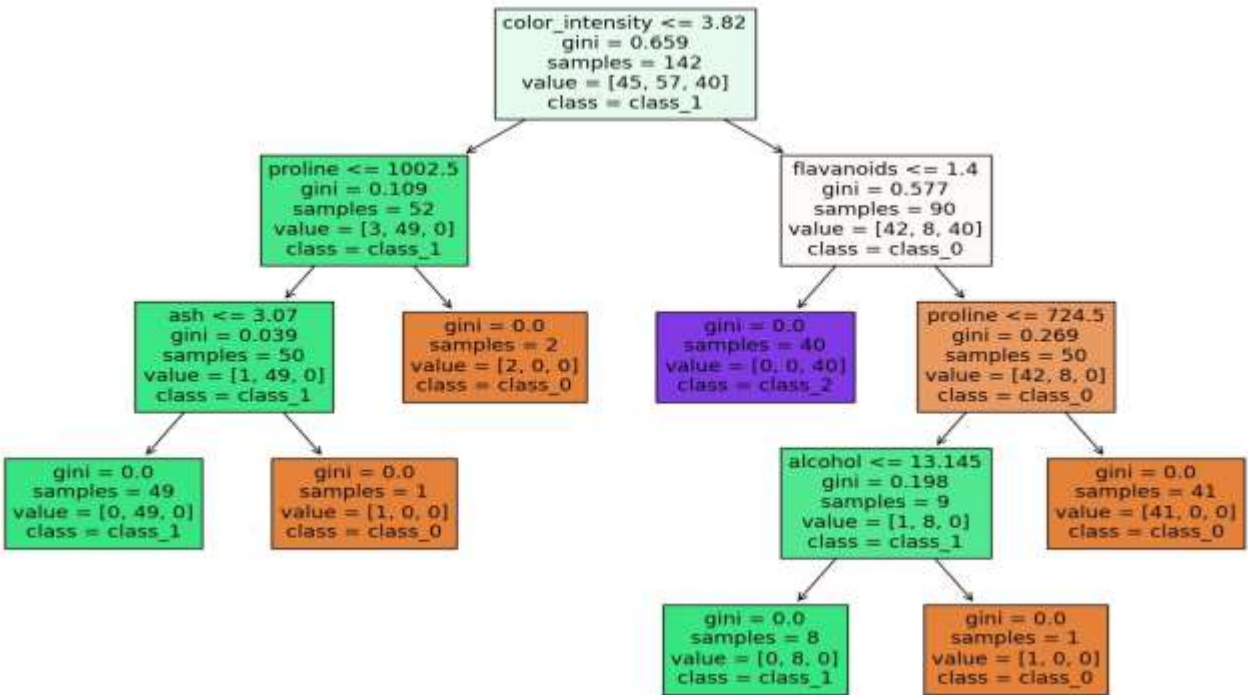 color_intensity <= 3.82
gini = 0.659
samples = 142
value = [45, 57, 40]
class = class_1
proline <= 1002.5
gini = 0.109
samples = 52
value = [3, 49, 0]
class = class_1
flavanoids <= 1.4
gini = 0.577
samples = 90
value = [42, 8, 40]
class = class_0
ash <= 3.07
gini = 0.039
samples = 50
value = [1, 49, 0]
class = class_1
gini = 0.0
samples = 2
value = [2, 0, 0]
class = class_0
gini = 0.0
samples = 40
value = [0, 0, 40]
class = class_2
proline <= 724.5
gini = 0.269
samples = 50
value = [42, 8, 0]
class = class_0
gini = 0.0
samples = 49
value = [0, 49, 0]
class = class_1
gini = 0.0
samples = 1
value = [1, 0, 0]
class = class_0
alcohol <= 13.145
gini = 0.198
samples = 9
value = [1, 8, 0]
class = class_1
gini = 0.0
samples = 41
value = [41, 0, 0]
class = class_0
gini = 0.0
samples = 8
value = [0, 8, 0]
class = class_1
gini = 0.0
samples = 1
value = [1, 0, 0]
class = class_0